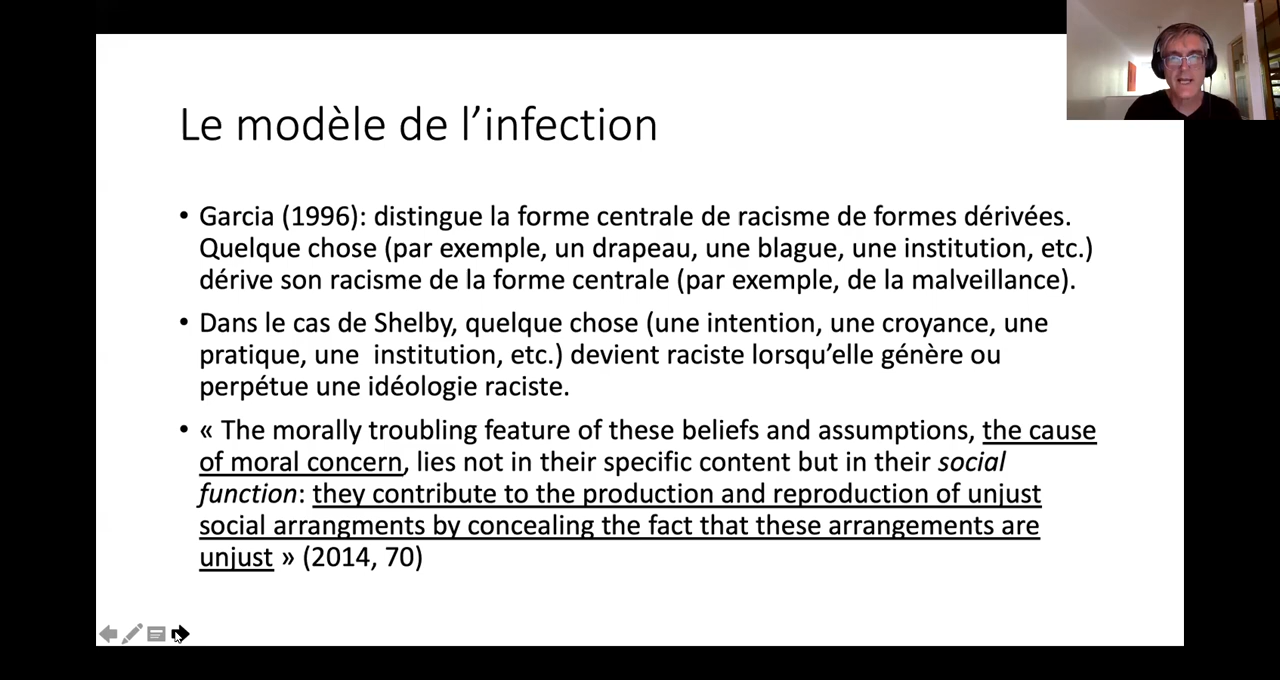 Le modèle de l’infection
• Garcia (1996): distingue la forme centrale de racisme de formes dérivées.
Quelque chose (par exemple, un drapeau, une blague, une institution, etc.)
dérive son racisme de la forme centrale (par exemple, de la malveillance).
• Dans le cas de Shelby, quelque chose (une intention, une croyance, une
pratique, une institution, etc.) devient raciste lorsqu’elle génère ou
perpétue une idéologie raciste.
• « The morally troubling feature of these beliefs and assumptions, the cause
of moral concern, lies not in their specific content but in their social
function: they contribute to the production and reproduction of unjust
social arrangments by concealing the fact that these arrangements are
unjust » (2014, 70)